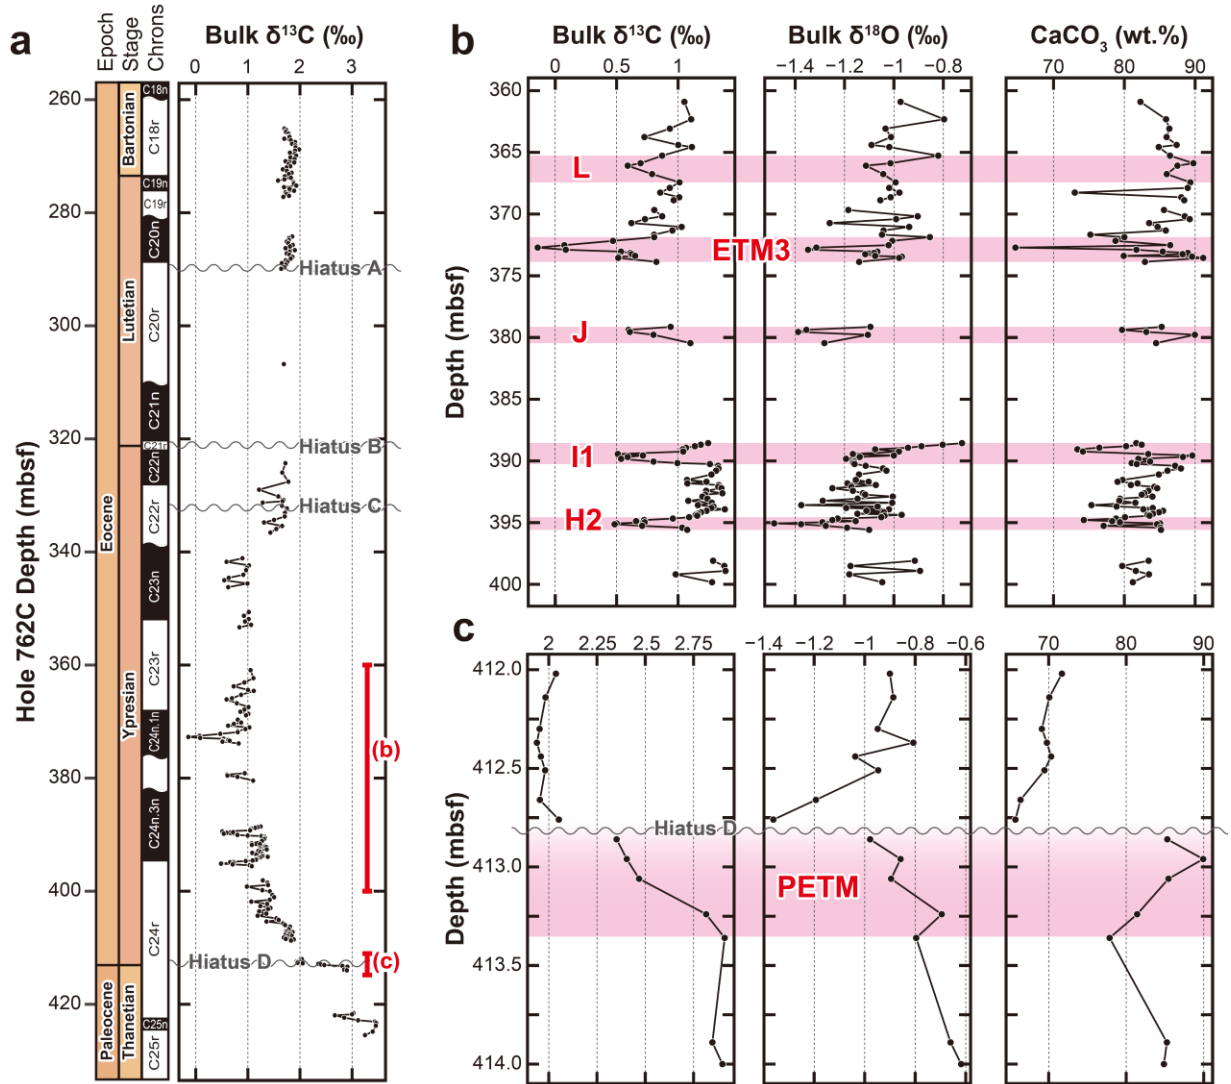 a
Epoch
Stage
Chrons
Bulk δ¹³C (‰)
0 1 2 3
Hole 762C Depth (mbsf)
260
280
300
320
340
360
380
400
420
Eocene
Paleocene
Bartonian
Lutetian
Ypresian
Thanetian
C18n
C18r
C19n
C19r
C20n
C20r
C21n
C21r
C22n
C22r
C23n
C23r
C24n.1n
C24n.3n
C24r
C25n
C25r
Hiatus A
Hiatus B
Hiatus C
Hiatus D
(b)
(c)
b
Bulk δ¹³C (‰)
0 0.5 1
Bulk δ¹⁸O (‰)
−1.4 −1.2 −1 −0.8
CaCO₃ (wt.%)
70 80 90
Depth (mbsf)
360
365
370
375
380
385
390
395
400
L
ETM3
J
I1
H2
c
2 2.25 2.5 2.75
−1.4 −1.2 −1 −0.8 −0.6
70 80 90
Depth (mbsf)
412.0
412.5
413.0
413.5
414.0
Hiatus D
PETM